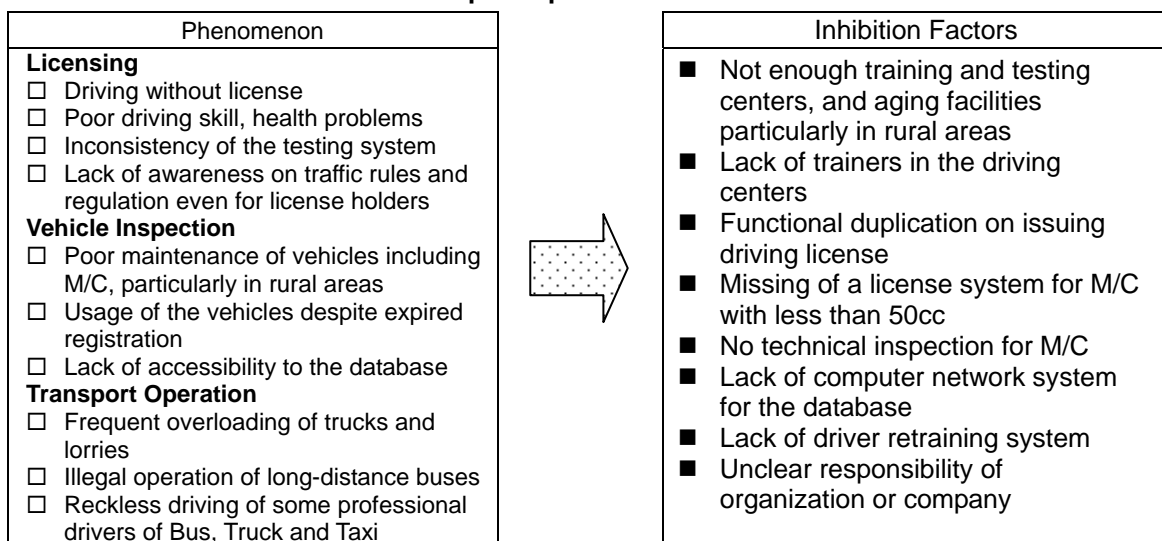 Phenomenon
Licensing
□ Driving without license
□ Poor driving skill, health problems
□ Inconsistency of the testing system
□ Lack of awareness on traffic rules and
regulation even for license holders
Vehicle Inspection
□ Poor maintenance of vehicles including
M/C, particularly in rural areas
□ Usage of the vehicles despite expired
registration
□ Lack of accessibility to the database
Transport Operation
□ Frequent overloading of trucks and
lorries
□ Illegal operation of long-distance buses
□ Reckless driving of some professional
drivers of Bus, Truck and Taxi
Inhibition Factors
■ Not enough training and testing
centers, and aging facilities
particularly in rural areas
■ Lack of trainers in the driving
centers
■ Functional duplication on issuing
driving license
■ Missing of a license system for M/C
with less than 50cc
■ No technical inspection for M/C
■ Lack of computer network system
for the database
■ Lack of driver retraining system
■ Unclear responsibility of
organization or company